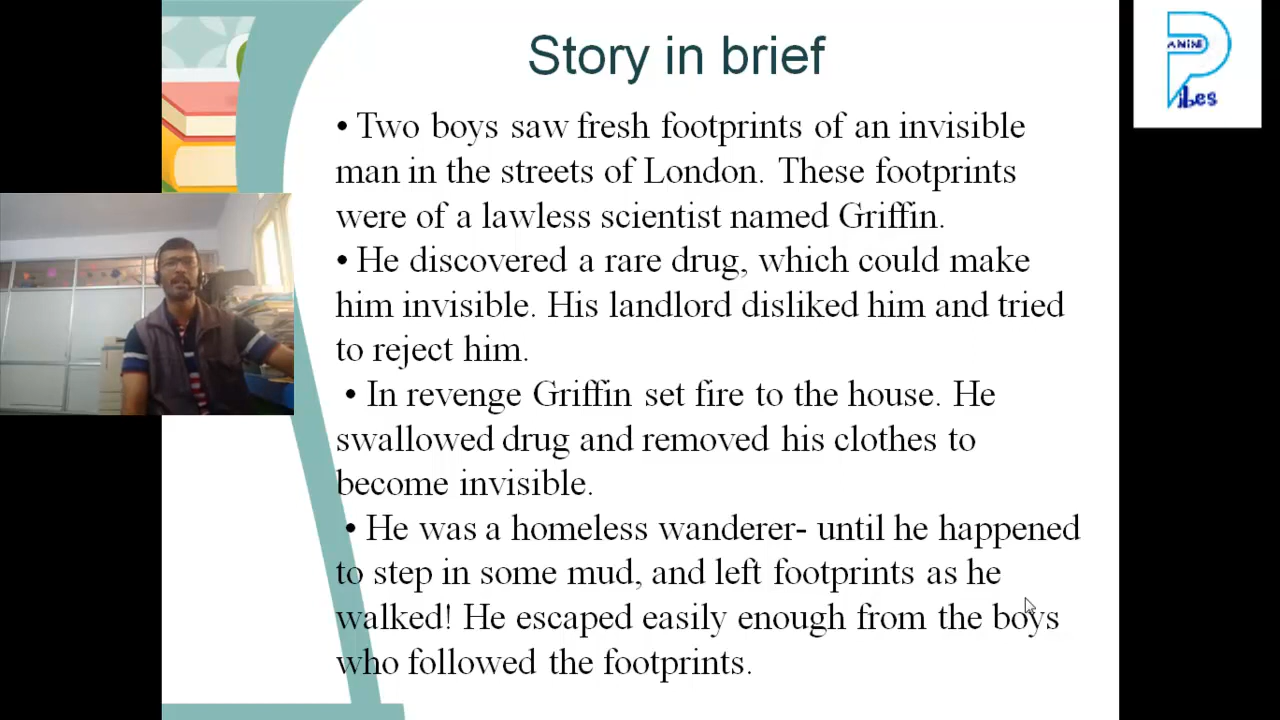 Story in brief
• Two boys saw fresh footprints of an invisible
man in the streets of London. These footprints
were of a lawless scientist named Griffin.
• He discovered a rare drug, which could make
him invisible. His landlord disliked him and tried
to reject him.
• In revenge Griffin set fire to the house. He
swallowed drug and removed his clothes to
become invisible.
• He was a homeless wanderer- until he happened
to step in some mud, and left footprints as he
walked! He escaped easily enough from the boys
who followed the footprints.
PANINI
Vibes